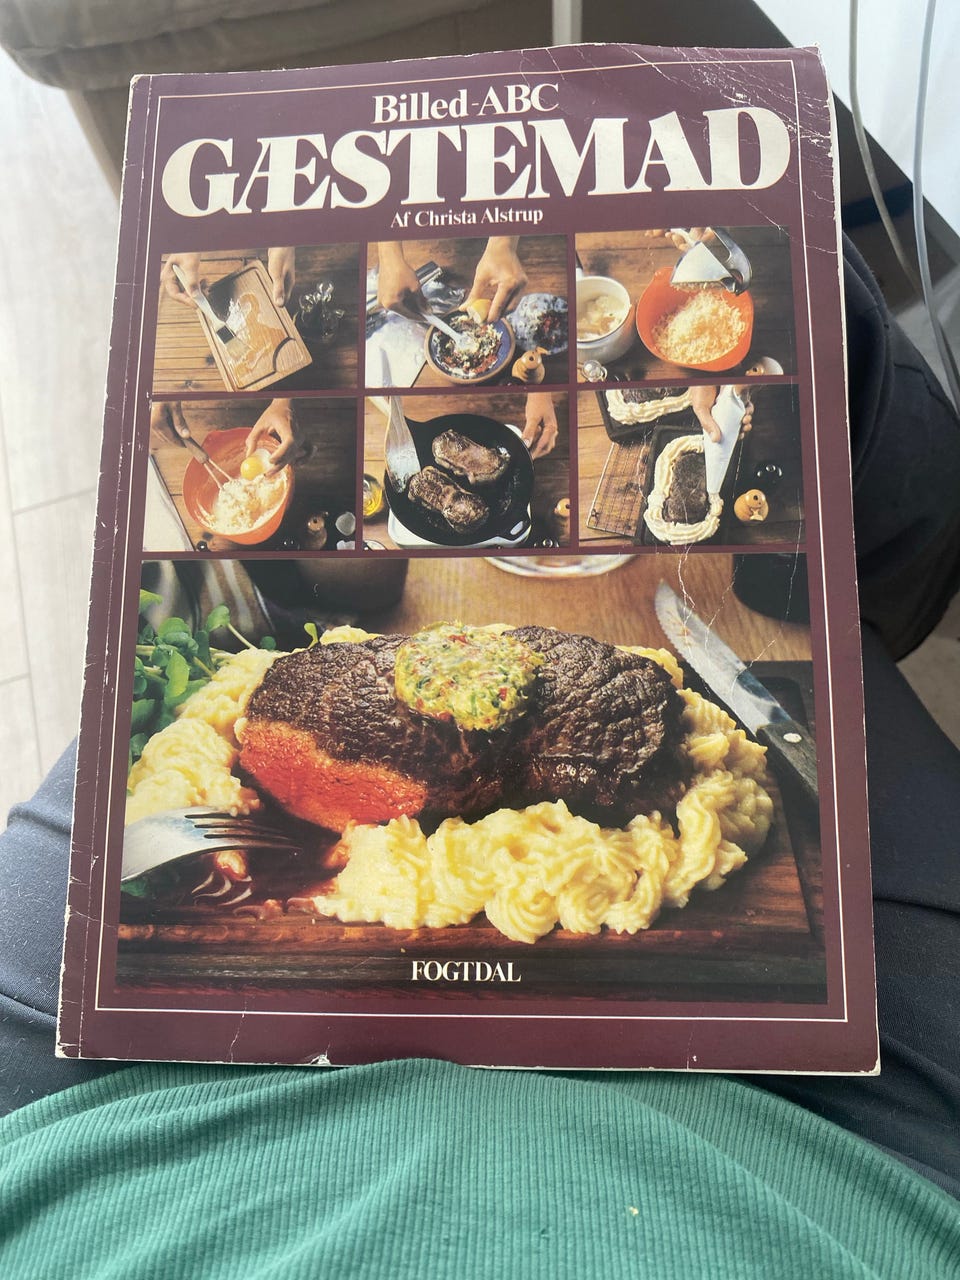 Billed-ABC
GÆSTEMAD
Af Christa Alstrup
FOGTDAL